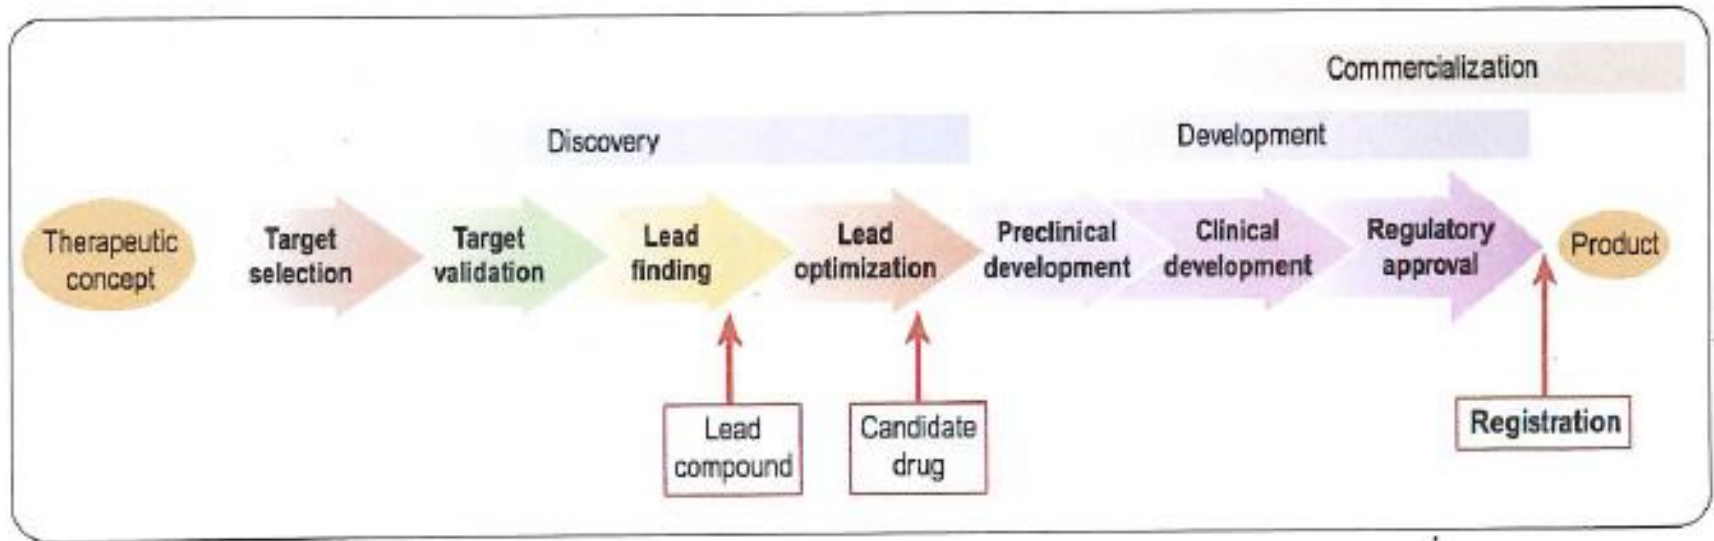 Commercialization
Discovery
Development
Therapeutic
concept
Target
selection
Target
validation
Lead
finding
Lead
optimization
Preclinical
development
Clinical
development
Regulatory
approval
Product
Lead
compound
Candidate
drug
Registration